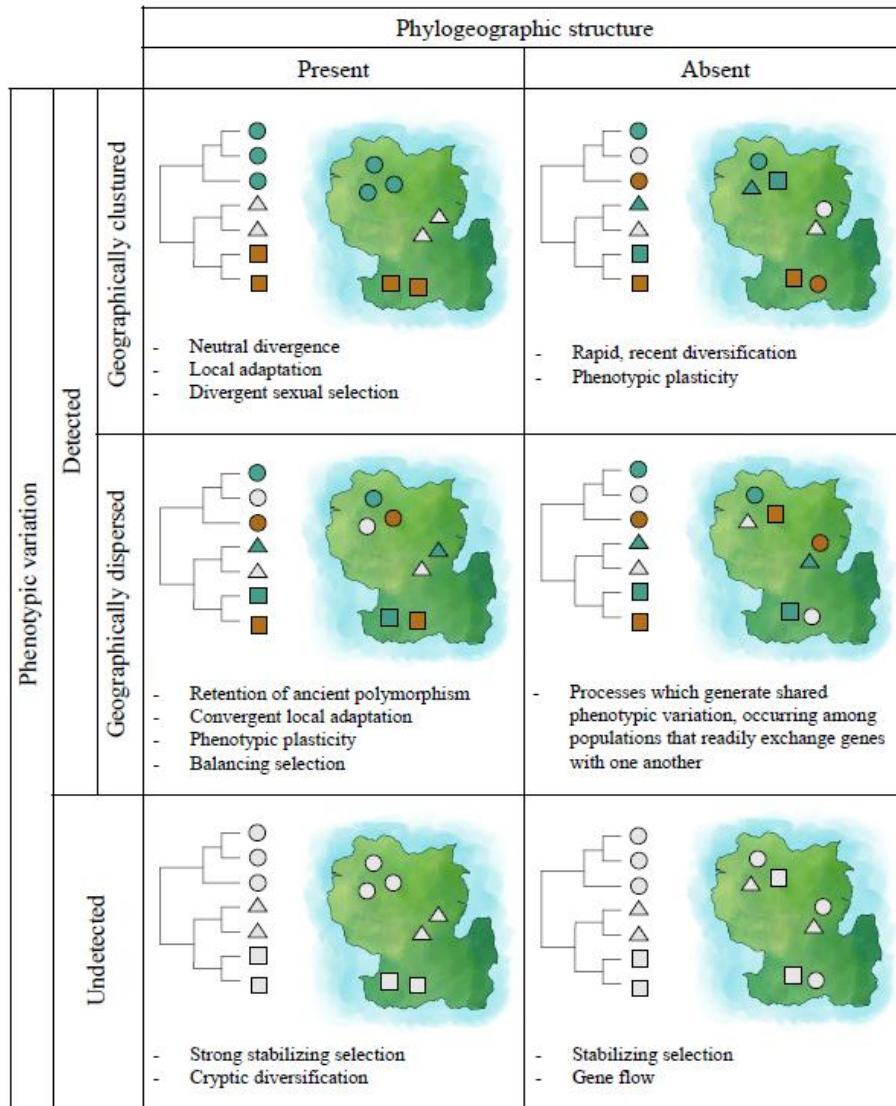 Phylogeographic structure
Present
Absent
Phenotypic variation
Detected
Geographically clustured
- Neutral divergence
- Local adaptation
- Divergent sexual selection
- Rapid, recent diversification
- Phenotypic plasticity
Geographically dispersed
- Retention of ancient polymorphism
- Convergent local adaptation
- Phenotypic plasticity
- Balancing selection
- Processes which generate shared
phenotypic variation, occurring among
populations that readily exchange genes
with one another
Undetected
- Strong stabilizing selection
- Cryptic diversification
- Stabilizing selection
- Gene flow